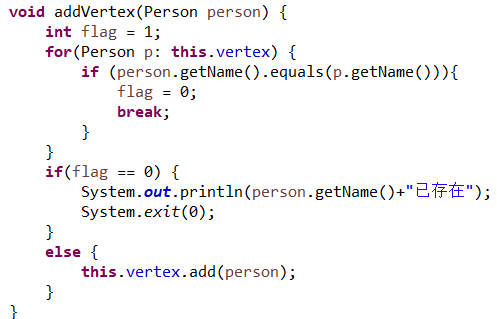 void addVertex(Person person) {
    int flag = 1;
    for(Person p: this.vertex) {
        if (person.getName().equals(p.getName())){
            flag = 0;
            break;
        }
    }
    if(flag == 0) {
        System.out.println(person.getName()+"已存在");
        System.exit(0);
    }
    else {
        this.vertex.add(person);
    }
}